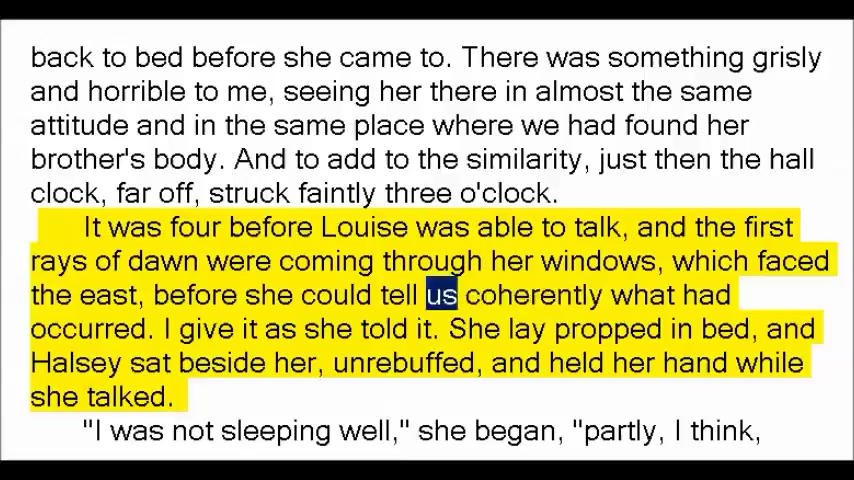 back to bed before she came to. There was something grisly
and horrible to me, seeing her there in almost the same
attitude and in the same place where we had found her
brother's body. And to add to the similarity, just then the hall
clock, far off, struck faintly three o'clock.
It was four before Louise was able to talk, and the first
rays of dawn were coming through her windows, which faced
the east, before she could tell us coherently what had
occurred. I give it as she told it. She lay propped in bed, and
Halsey sat beside her, unrebuffed, and held her hand while
she talked.
"I was not sleeping well," she began, "partly, I think,